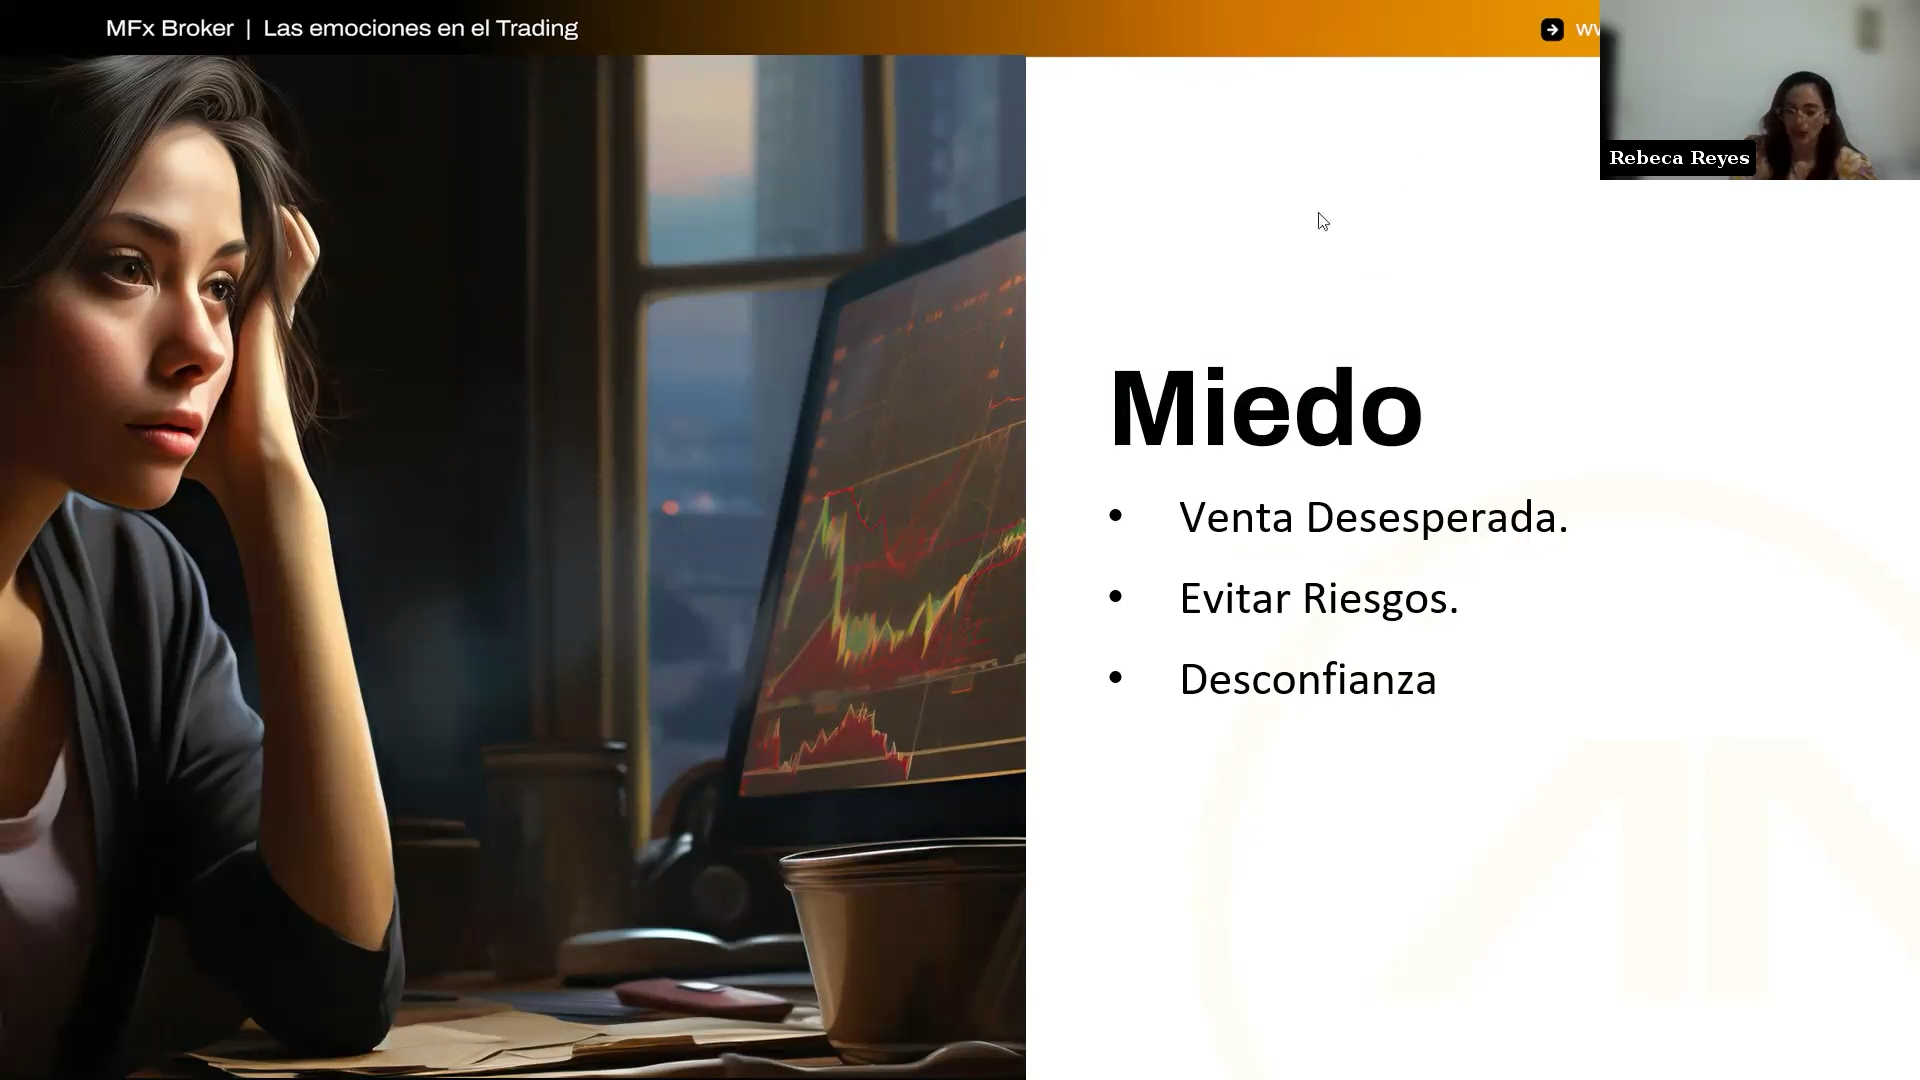 MFx Broker | Las emociones en el Trading
Rebeca Reyes
Miedo
• Venta Desesperada.
• Evitar Riesgos.
• Desconfianza